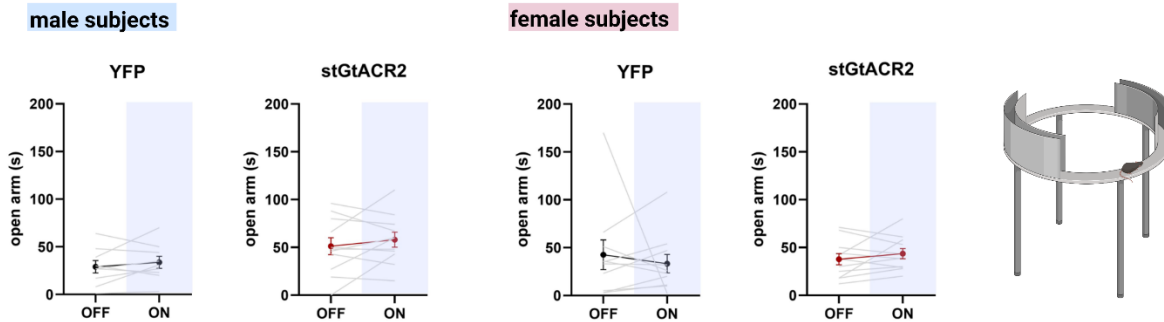 male subjects
female subjects
YFP
stGtACR2
YFP
stGtACR2
200
150
100
50
0
open arm (s)
OFF ON
200
150
100
50
0
open arm (s)
OFF ON
200
150
100
50
0
open arm (s)
OFF ON
200
150
100
50
0
open arm (s)
OFF ON